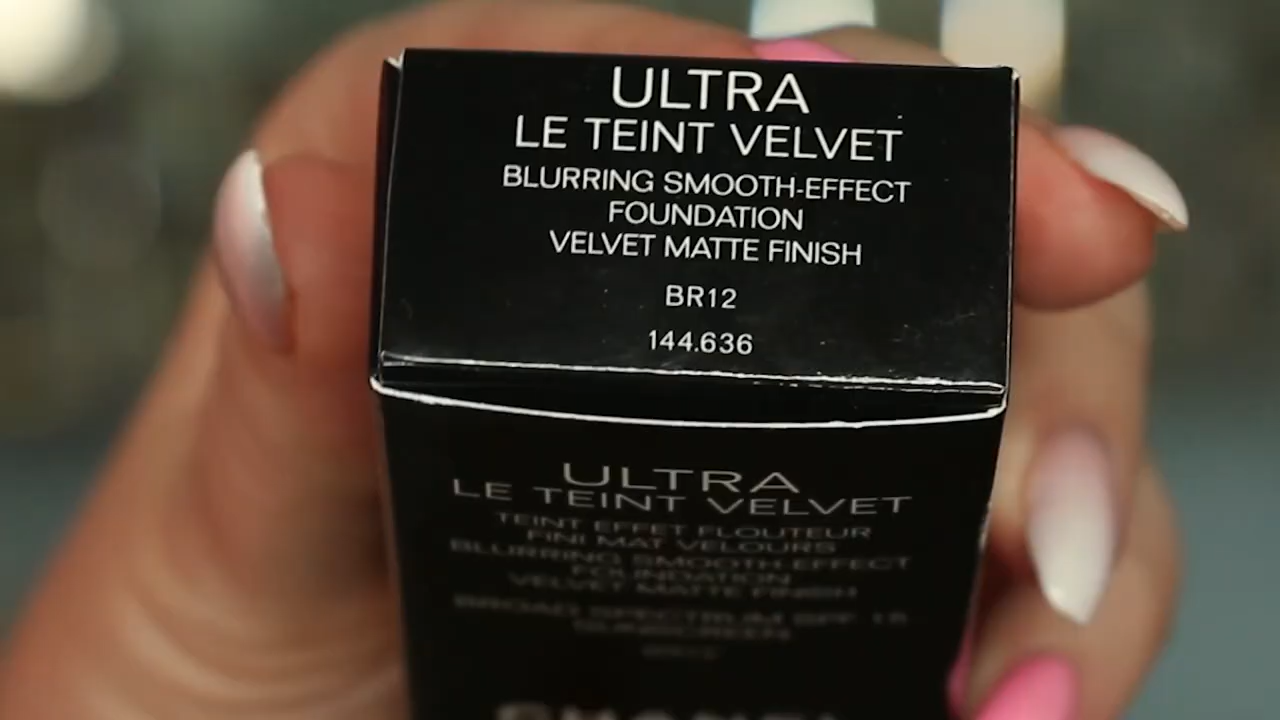 ULTRA
LE TEINT VELVET
BLURRING SMOOTH-EFFECT
FOUNDATION
VELVET MATTE FINISH
BR12
144.636
ULTRA
LE TEINT VELVET
TEINT EFFET FLOUTEUR
FINI MAT VELOURS
BLURRING SMOOTH-EFFECT
FOUNDATION
VELVET MATTE FINISH
BROAD SPECTRUM SPF 15
SUNSCREEN